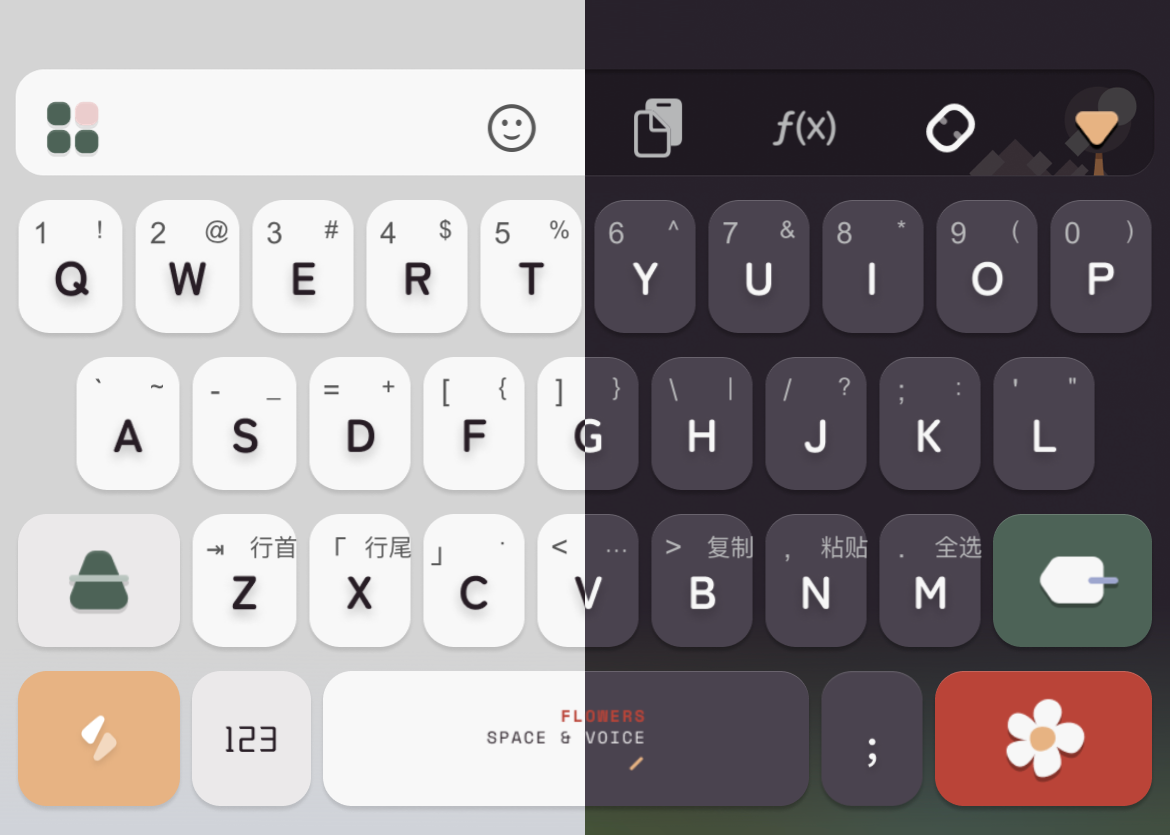 f(x)
1 ! 2 @ 3 # 4 $ 5 % 6 ^ 7 & 8 * 9 ( 0 )
Q W E R T Y U I O P
` ~ - _ = + [ { ] } \ | / ? ; : ' "
A S D F G H J K L
⇥ 行首 「 行尾 」 · < … > 复制 , 粘贴 . 全选
Z X C V B N M
FLOWERS
123 SPACE & VOICE ;